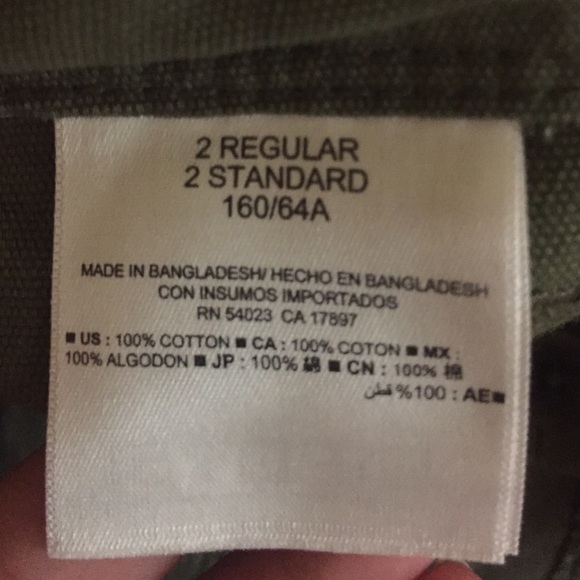 2 REGULAR
2 STANDARD
160/64A
MADE IN BANGLADESH/ HECHO EN BANGLADESH
CON INSUMOS IMPORTADOS
RN 54023 CA 17897
■ US : 100% COTTON ■ CA : 100% COTON ■ MX :
100% ALGODON ■ JP : 100% 綿 ■ CN : 100% 棉
■ AE : 100% قطن